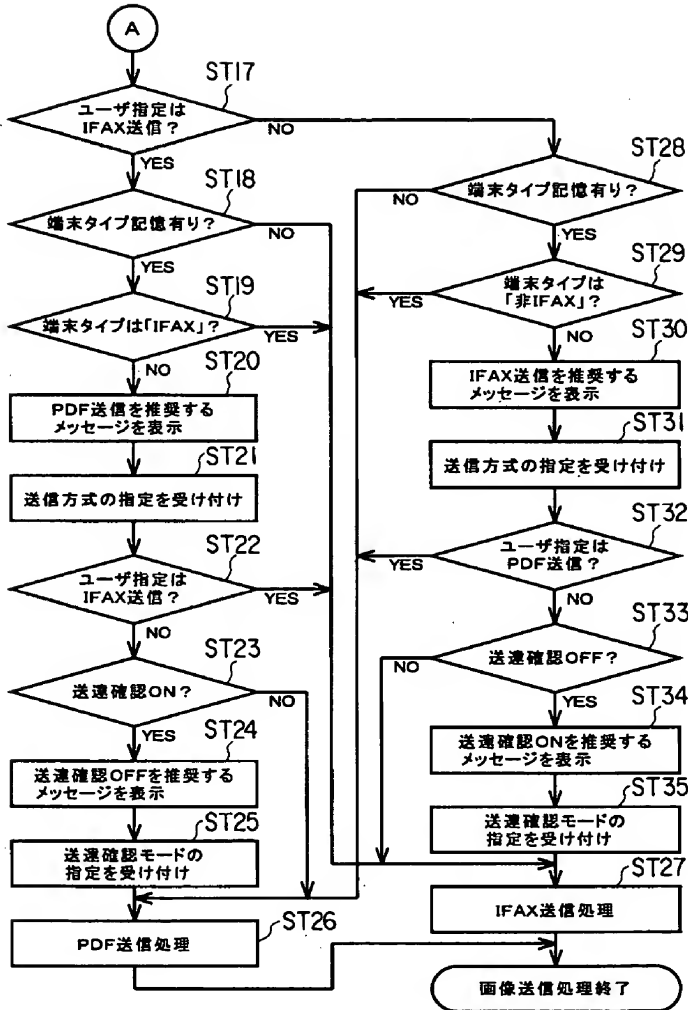 A
ST17
ユーザ指定は
IFAX送信？
NO
YES
ST18
端末タイプ記憶有り？
NO
YES
ST19
端末タイプは「IFAX」？
YES
NO
ST20
PDF送信を推奨する
メッセージを表示
ST21
送信方式の指定を受け付け
ST22
ユーザ指定は
IFAX送信？
YES
NO
ST23
送達確認ON？
NO
YES
ST24
送達確認OFFを推奨する
メッセージを表示
ST25
送達確認モードの
指定を受け付け
ST26
PDF送信処理
ST28
端末タイプ記憶有り？
NO
YES
ST29
端末タイプは
「非IFAX」？
YES
NO
ST30
IFAX送信を推奨する
メッセージを表示
ST31
送信方式の指定を受け付け
ST32
ユーザ指定は
PDF送信？
YES
NO
ST33
送達確認OFF？
NO
YES
ST34
送達確認ONを推奨する
メッセージを表示
ST35
送達確認モードの
指定を受け付け
ST27
IFAX送信処理
画像送信処理終了